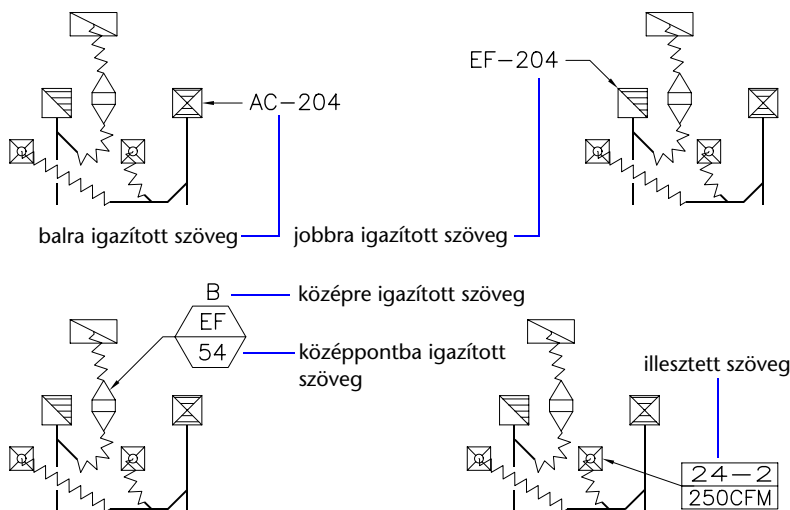 EF-204
AC-204
balra igazított szöveg
jobbra igazított szöveg
B
középre igazított szöveg
EF
54
középpontba igazított
szöveg
illesztett szöveg
24-2
250CFM